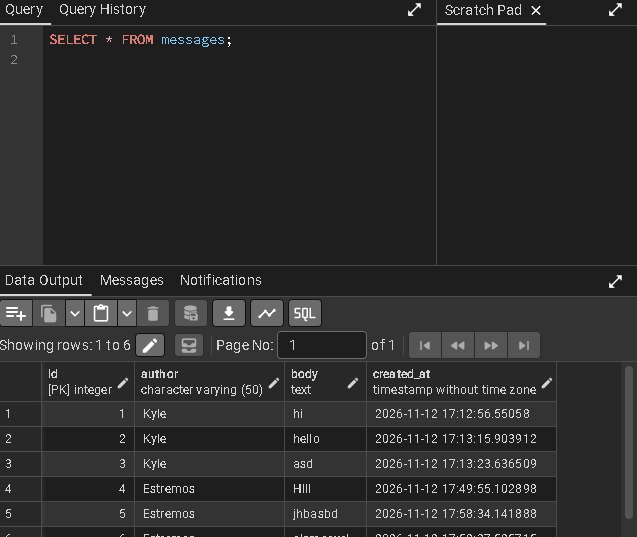 Query Query History Scratch Pad
1 SELECT * FROM messages;
2
Data Output Messages Notifications
SQL
Showing rows: 1 to 6 Page No: 1 of 1
Id author body created_at
[PK] integer character varying (50) text timestamp without time zone
1 1 Kyle hi 2026-11-12 17:12:56.55058
2 2 Kyle hello 2026-11-12 17:13:15.903912
3 3 Kyle asd 2026-11-12 17:13:23.636509
4 4 Estremos HIII 2026-11-12 17:49:55.102898
5 5 Estremos jhbasbd 2026-11-12 17:58:34.141888